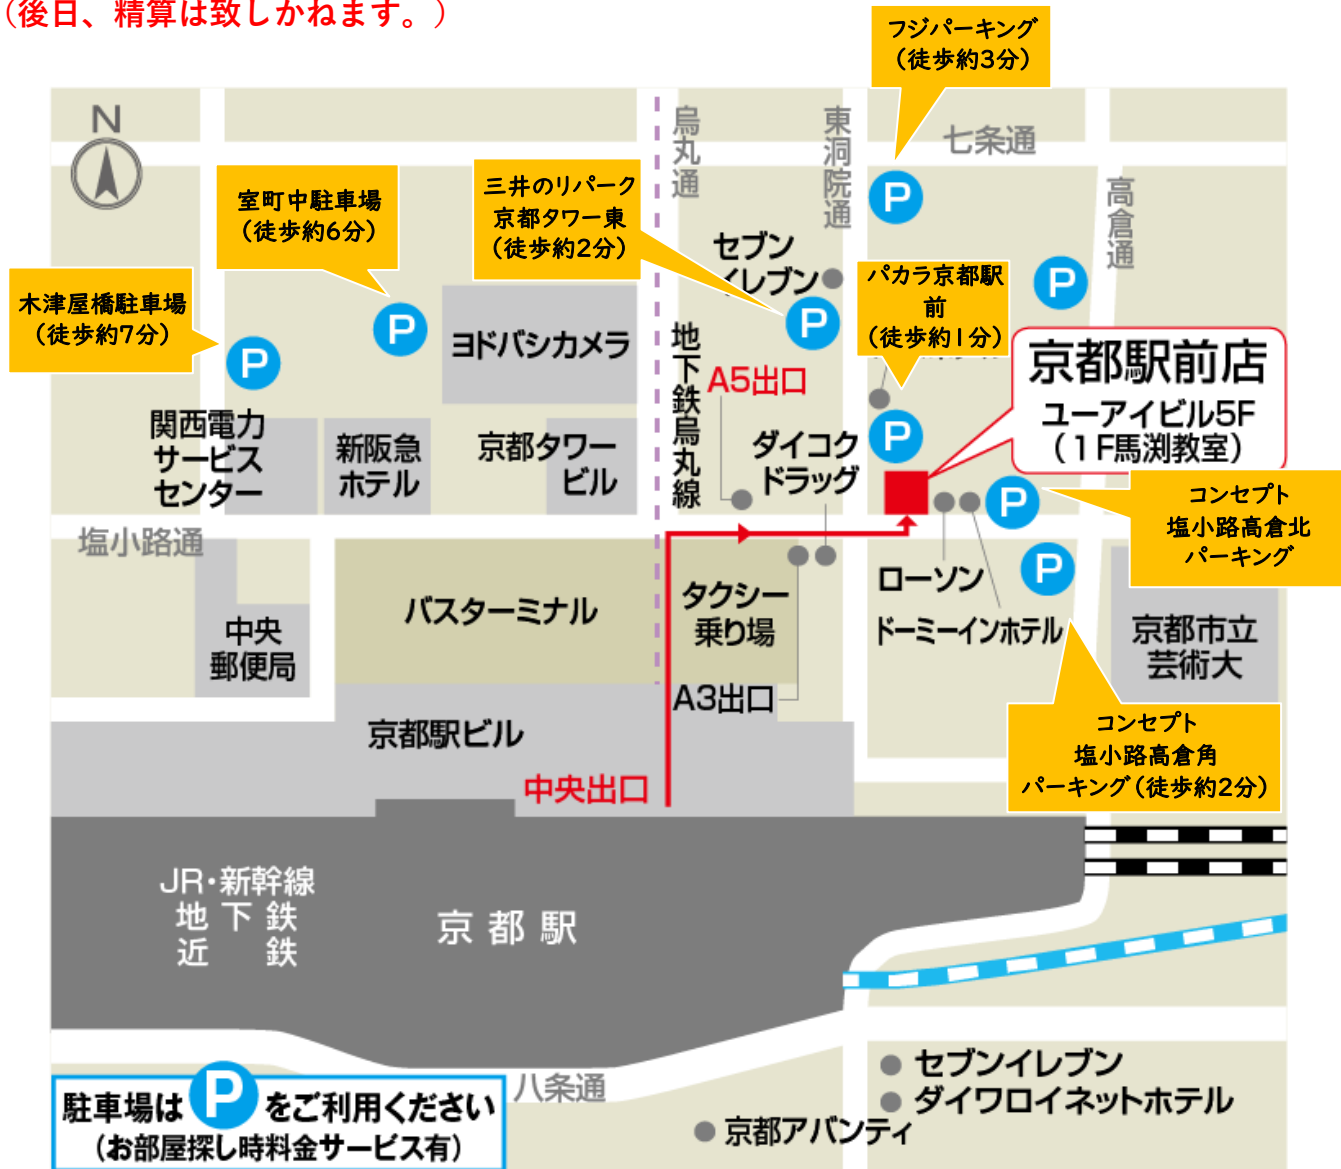 (後日、精算は致しかねます。)
フジパーキング
(徒歩約3分)
N
烏丸通
東洞院通
七条通
高倉通
室町中駐車場
(徒歩約6分)
三井のリパーク
京都タワー東
(徒歩約2分)
セブン
イレブン
P
P
木津屋橋駐車場
(徒歩約7分)
P
P
P
パカラ京都駅
前
(徒歩約1分)
ヨドバシカメラ
地下鉄烏丸線
A5出口
京都駅前店
ユーアイビル5F
(1F馬渕教室)
関西電力
サービス
センター
新阪急
ホテル
京都タワー
ビル
ダイコク
ドラッグ
P
P
コンセプト
塩小路高倉北
パーキング
塩小路通
P
ローソン
ドーミーインホテル
バスターミナル
タクシー
乗り場
中央
郵便局
京都市立
芸術大
A3出口
京都駅ビル
中央出口
コンセプト
塩小路高倉角
パーキング(徒歩約2分)
JR・新幹線
地下鉄
近鉄
京都駅
八条通
セブンイレブン
ダイワロイネットホテル
京都アバンティ
駐車場は P をご利用ください
(お部屋探し時料金サービス有)